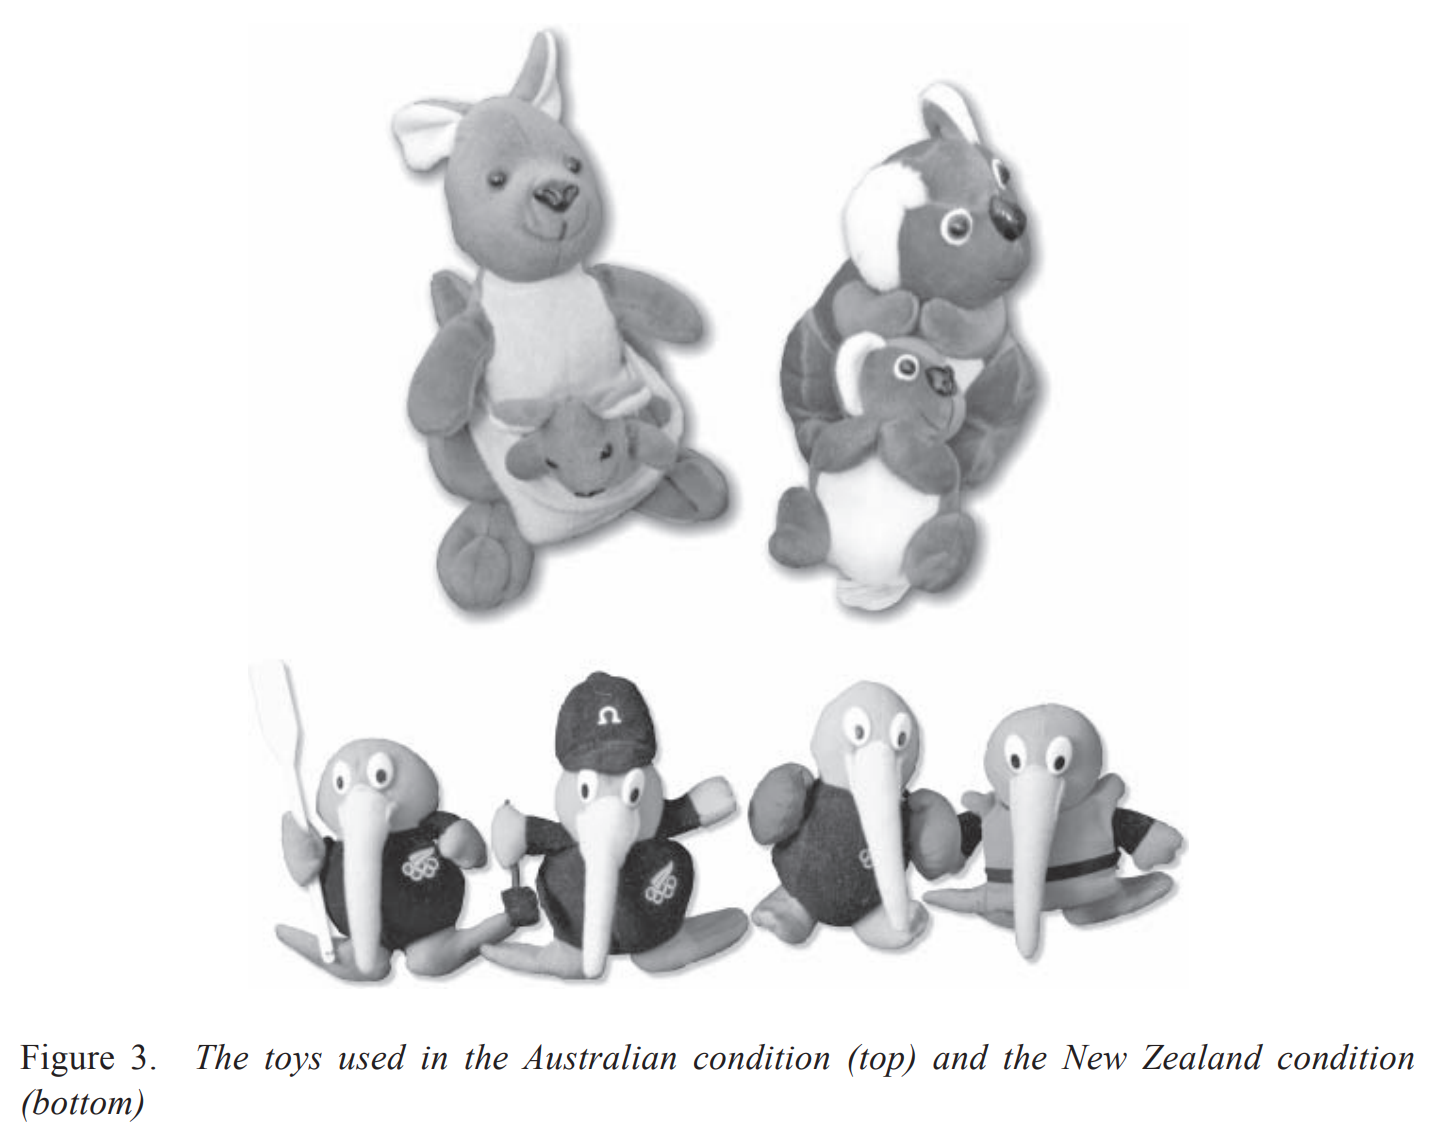 Ω
Figure 3. The toys used in the Australian condition (top) and the New Zealand condition
(bottom)